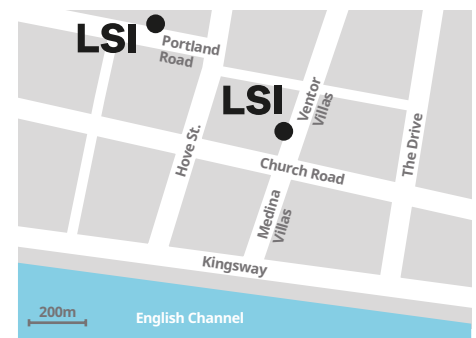 LSI
Portland
Road
LSI
Ventor
Villas
Hove St.
The Drive
Church Road
Medina
Villas
Kingsway
200m
English Channel